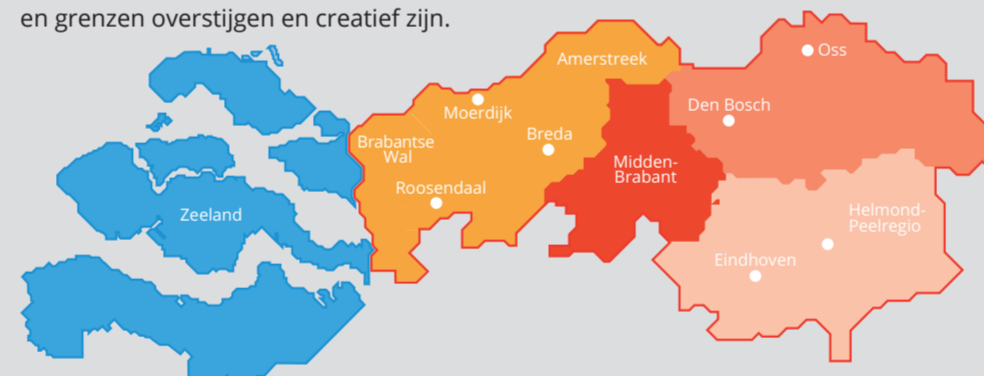 en grenzen overstijgen en creatief zijn.
Oss
Amerstreek
Den Bosch
Moerdijk
Breda
Brabantse
Wal
Midden-
Brabant
Roosendaal
Zeeland
Helmond-
Peelregio
Eindhoven